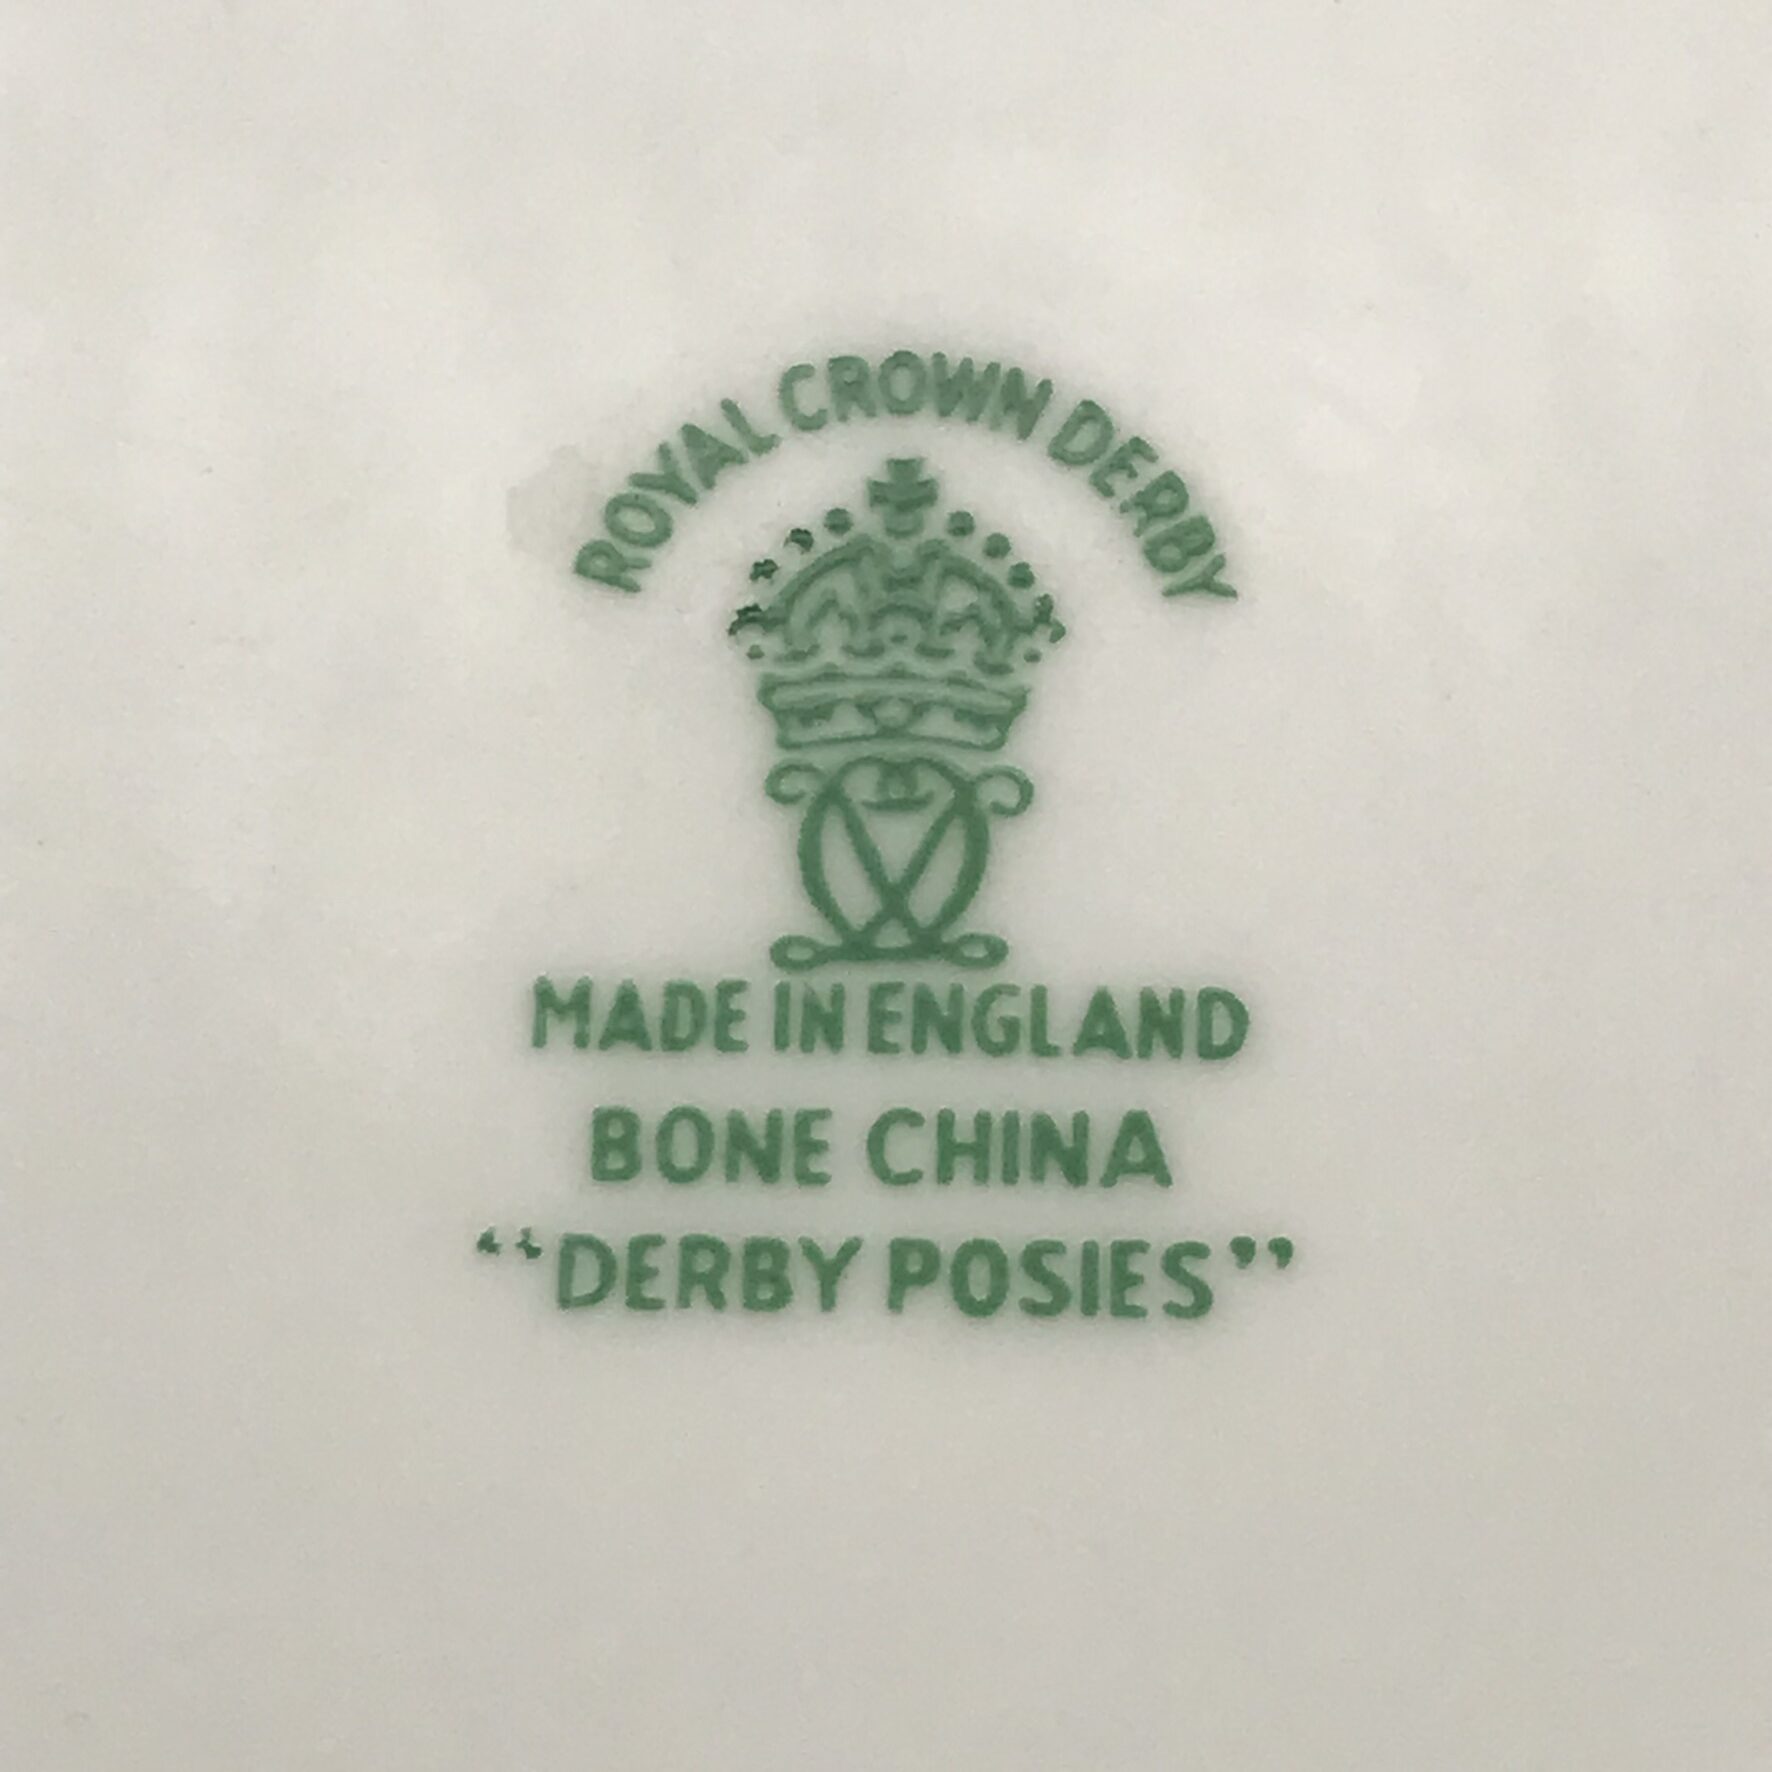 ROYAL CROWN DERBY
MADE IN ENGLAND
BONE CHINA
“DERBY POSIES”